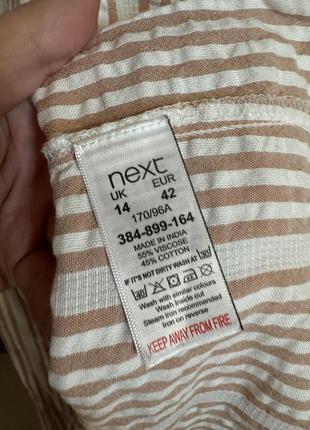 next
UK EUR
14 42
170/96A
384-899-164
MADE IN INDIA
55% VISCOSE
45% COTTON
IF IT'S NOT DIRTY WASH AT 30
Wash with similar colours
Wash inside out
Steam iron recommended
Iron on reverse
KEEP AWAY FROM FIRE